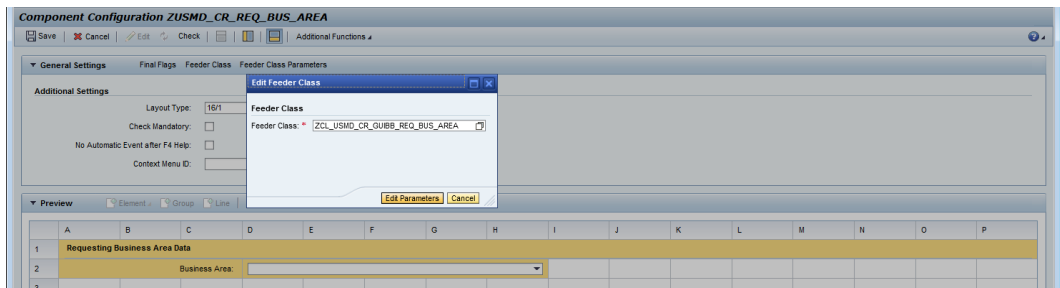 Component Configuration ZUSMD_CR_REQ_BUS_AREA
Save Cancel Edit Check Additional Functions
General Settings Final Flags Feeder Class Feeder Class Parameters
Edit Feeder Class
Additional Settings
Layout Type: 16/1
Feeder Class
Check Mandatory:
Feeder Class: * ZCL_USMD_CR_GUIBB_REQ_BUS_AREA
No Automatic Event after F4 Help:
Context Menu ID:
Edit Parameters Cancel
Preview Element Group Line
A B C D E F G H I J K L M N O P
1 Requesting Business Area Data
2 Business Area:
3